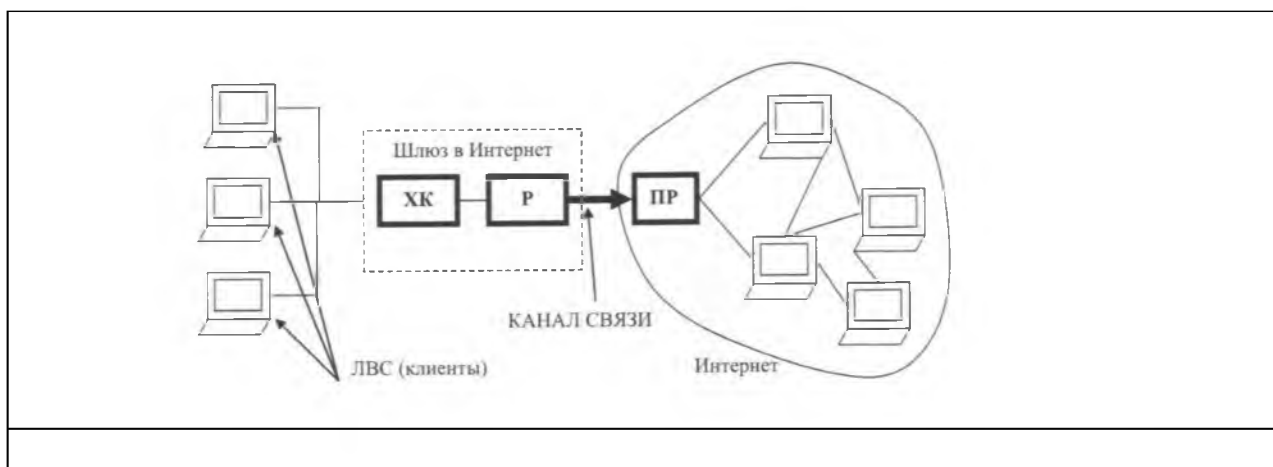 Шлюз в Интернет
ХК
Р
ПР
КАНАЛ СВЯЗИ
ЛВС (клиенты)
Интернет